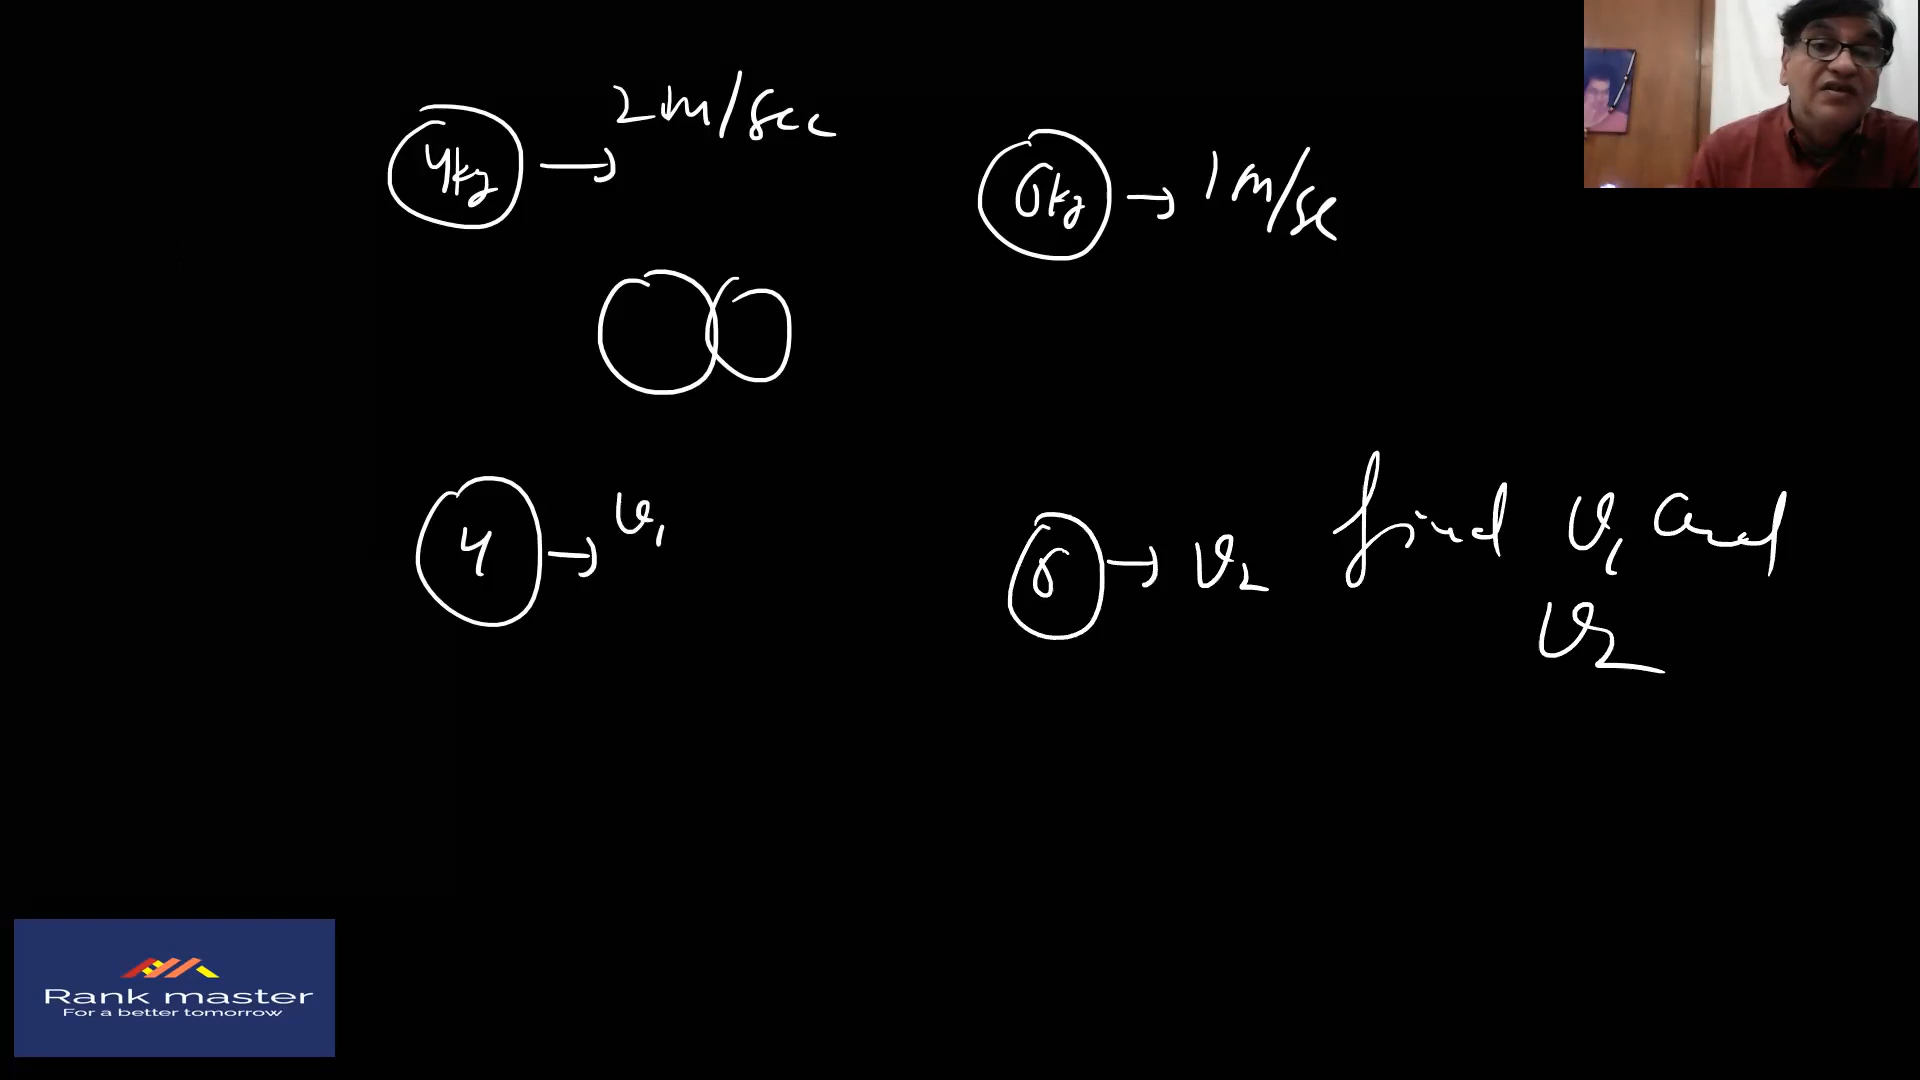 4kg → 2m/sec
6kg → 1m/sec
4 → v1
6 → v2 find v1 and
v2
Rank master
For a better tomorrow